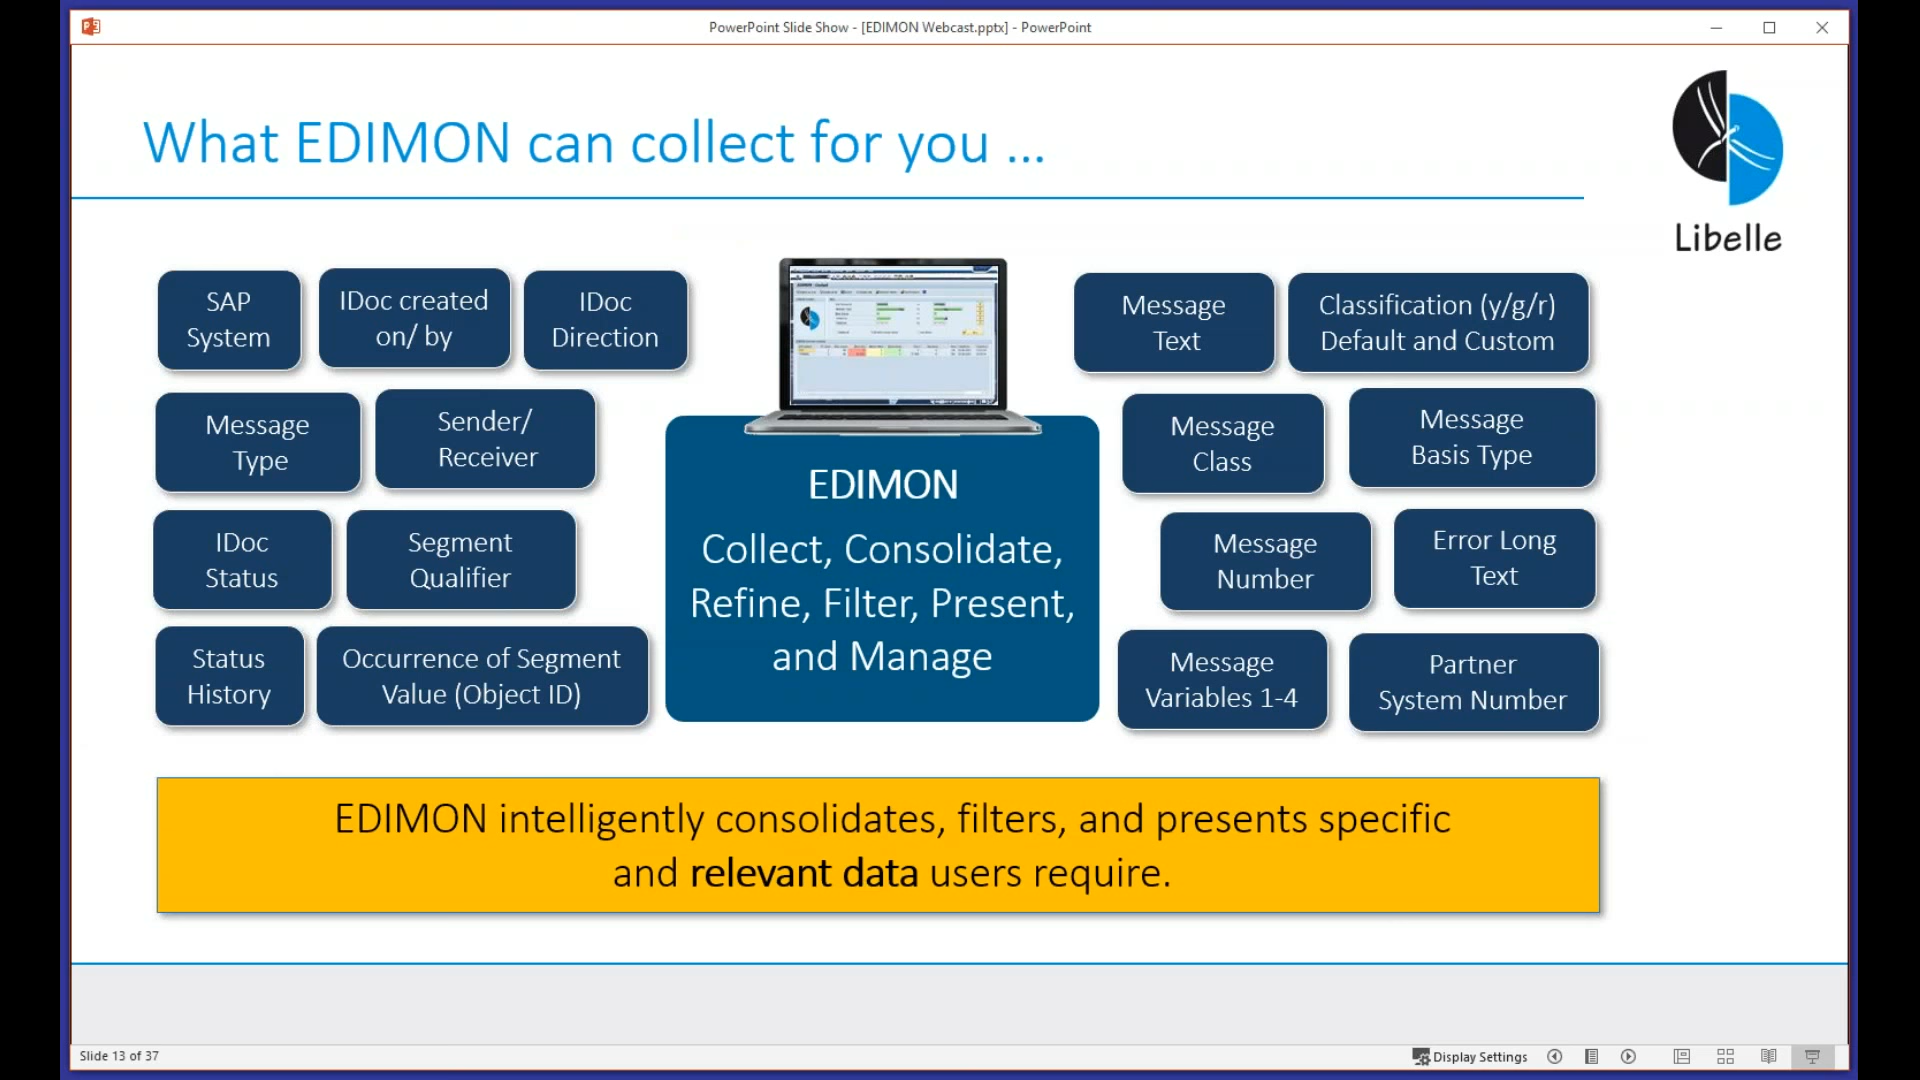 PowerPoint Slide Show - [EDIMON Webcast.pptx] - PowerPoint
What EDIMON can collect for you ...
Libelle
SAP
System
IDoc created
on/ by
IDoc
Direction
Message
Type
Sender/
Receiver
IDoc
Status
Segment
Qualifier
Status
History
Occurrence of Segment
Value (Object ID)
EDIMON
Collect, Consolidate,
Refine, Filter, Present,
and Manage
Message
Text
Classification (y/g/r)
Default and Custom
Message
Class
Message
Basis Type
Message
Number
Error Long
Text
Message
Variables 1-4
Partner
System Number
EDIMON intelligently consolidates, filters, and presents specific
and relevant data users require.
Slide 13 of 37
Display Settings